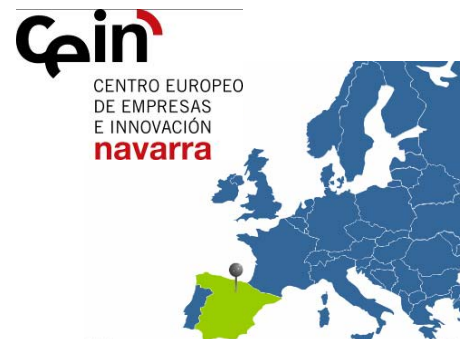 cein
CENTRO EUROPEO
DE EMPRESAS
E INNOVACIÓN
navarra